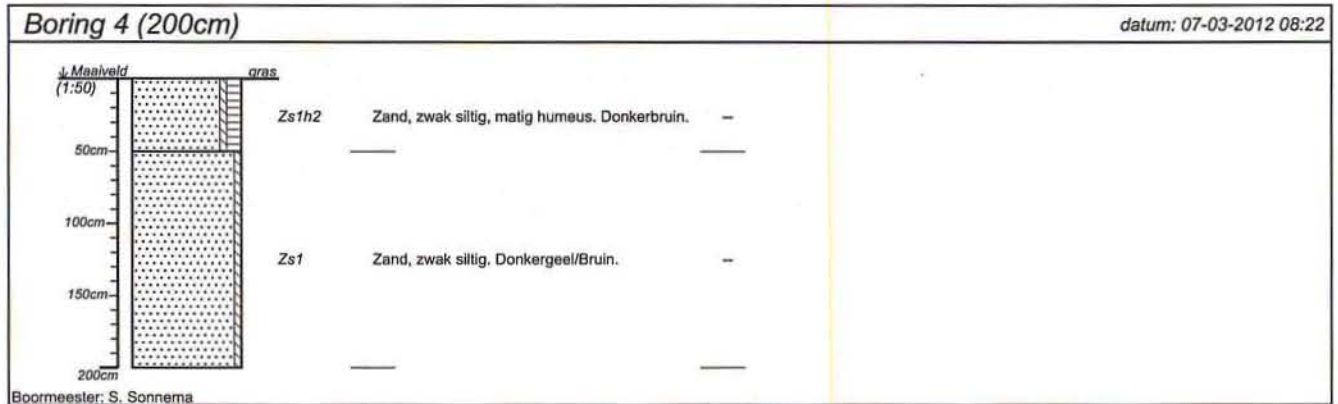 Boring 4 (200cm)
datum: 07-03-2012 08:22
↓ Maaiveld
gras
(1:50)
Zs1h2
Zand, zwak siltig, matig humeus. Donkerbruin.
--
50cm
100cm
Zs1
Zand, zwak siltig. Donkergeel/Bruin.
--
150cm
200cm
Boormeester: S. Sonnema